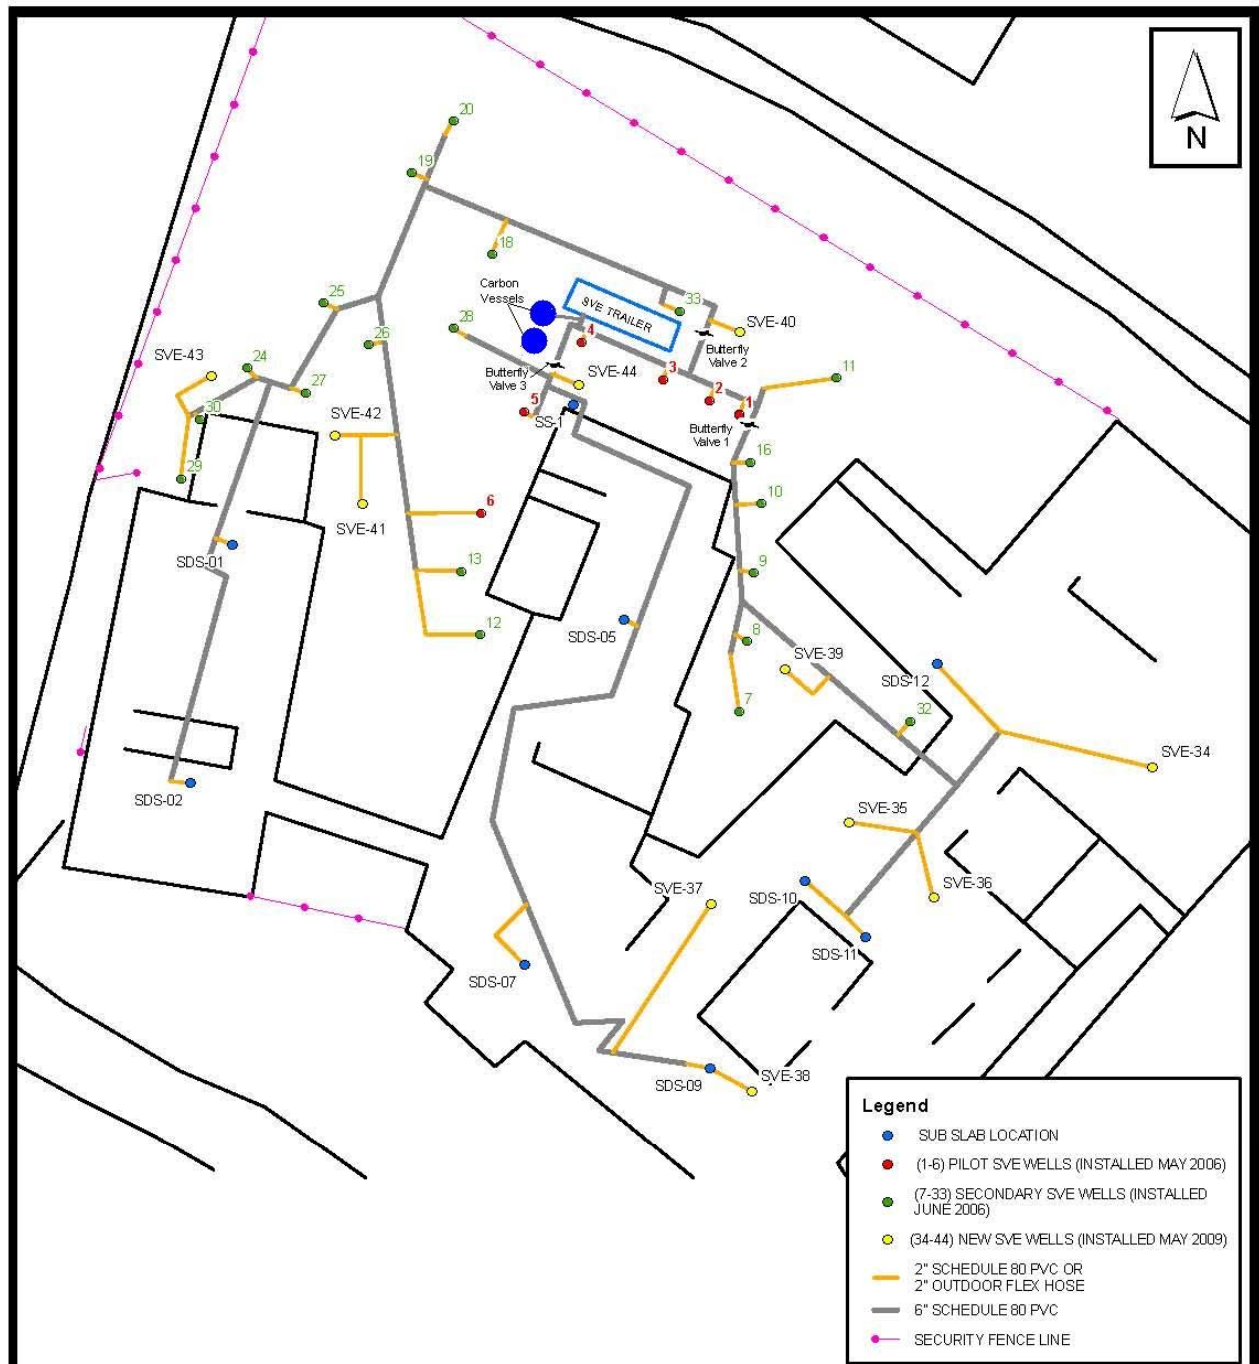 N
20
19
18
Carbon
Vessels
SVE TRAILER
33
SVE-40
25
28
26
4
Butterfly
Valve 2
SVE-43
24
27
Butterfly
Valve 3
SVE-44
3
2
11
1
30
SVE-42
5
SS-1
Butterfly
Valve 1
16
29
SVE-41
6
10
SDS-01
13
9
12
SDS-05
8
SVE-39
SDS-12
7
32
SVE-34
SDS-02
SVE-35
SVE-37
SDS-10
SVE-36
SDS-11
SDS-07
SDS-09
SVE-38
Legend
SUB SLAB LOCATION
(1-6) PILOT SVE WELLS (INSTALLED MAY 2006)
(7-33) SECONDARY SVE WELLS (INSTALLED
JUNE 2006)
(34-44) NEW SVE WELLS (INSTALLED MAY 2009)
2" SCHEDULE 80 PVC OR
2" OUTDOOR FLEX HOSE
6" SCHEDULE 80 PVC
SECURITY FENCE LINE